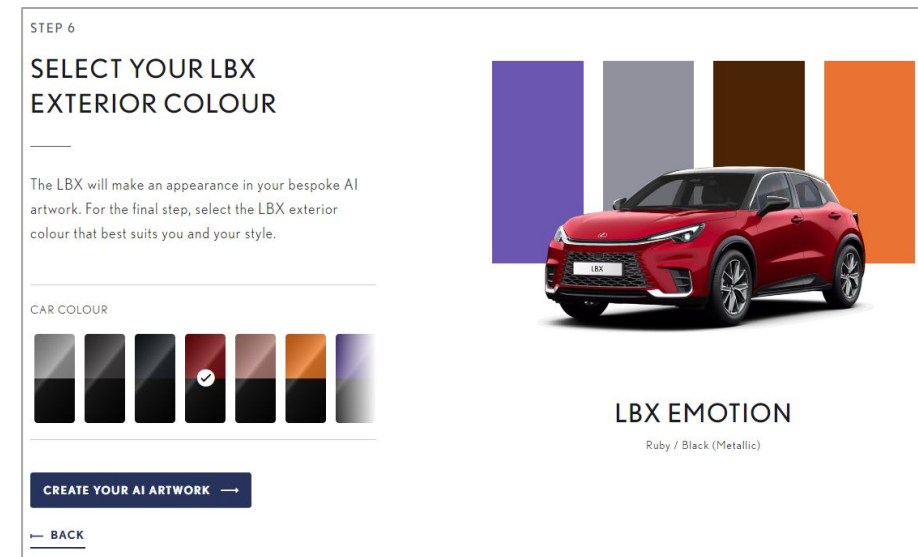 STEP 6
SELECT YOUR LBX
EXTERIOR COLOUR
The LBX will make an appearance in your bespoke AI
artwork. For the final step, select the LBX exterior
colour that best suits you and your style.
CAR COLOUR
CREATE YOUR AI ARTWORK
BACK
LBX
LBX EMOTION
Ruby / Black (Metallic)